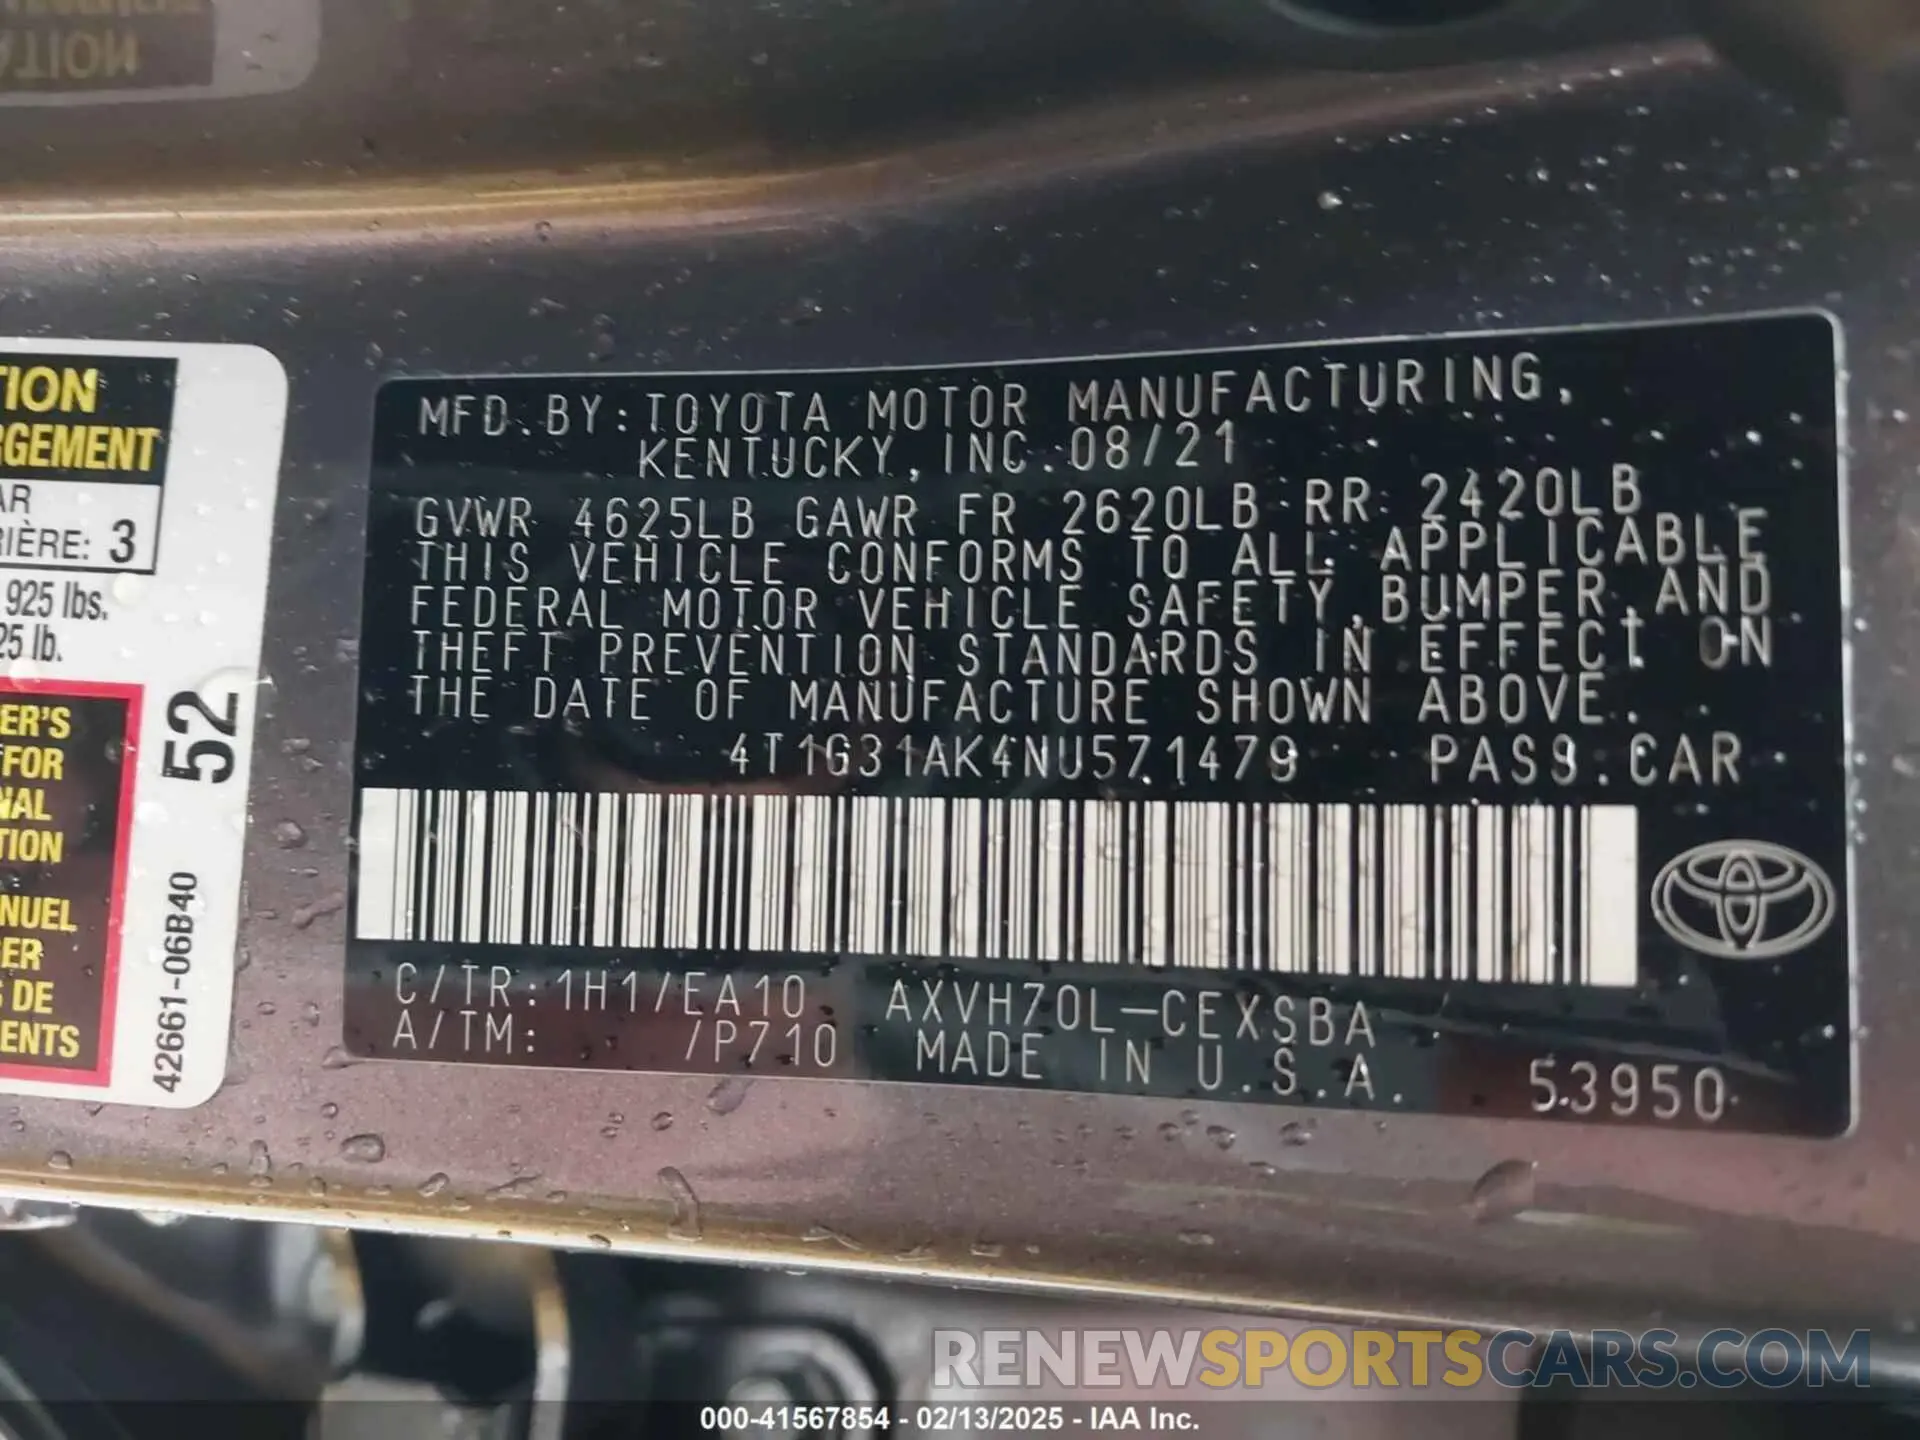 ATION
TION
RGEMENT
AR
RIÈRE: 3
925 lbs.
25 lb.
ER'S
FOR
NAL
TION
NUEL
GER
S DE
ENTS
52
42661-06B40
MFD.BY:TOYOTA MOTOR MANUFACTURING,
KENTUCKY, INC.08/21
GVWR 4625LB GAWR FR 2620LB RR 2420LB
THIS VEHICLE CONFORMS TO ALL APPLICABLE
FEDERAL MOTOR VEHICLE SAFETY,BUMPER,AND
THEFT PREVENTION STANDARDS IN EFFECT ON
THE DATE OF MANUFACTURE SHOWN ABOVE.
4T1G31AK4NU571479 PASS.CAR
C/TR:1H1/EA10 AXVH70L-CEXSBA
A/TM: /P710 MADE IN U.S.A. 53950
RENEWSPORTSCARS.COM
000-41567854 - 02/13/2025 - IAA Inc.